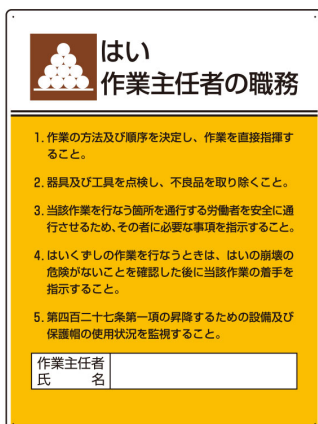 はい
作業主任者の職務
1. 作業の方法及び順序を決定し、作業を直接指揮す
ること。
2. 器具及び工具を点検し、不良品を取り除くこと。
3. 当該作業を行なう箇所を通行する労働者を安全に通
行させるため、その者に必要な事項を指示すること。
4. はいくずしの作業を行なうときは、はいの崩壊の
危険がないことを確認した後に当該作業の着手を
指示すること。
5. 第四百二十七条第一項の昇降するための設備及び
保護帽の使用状況を監視すること。
作業主任者
氏　　名